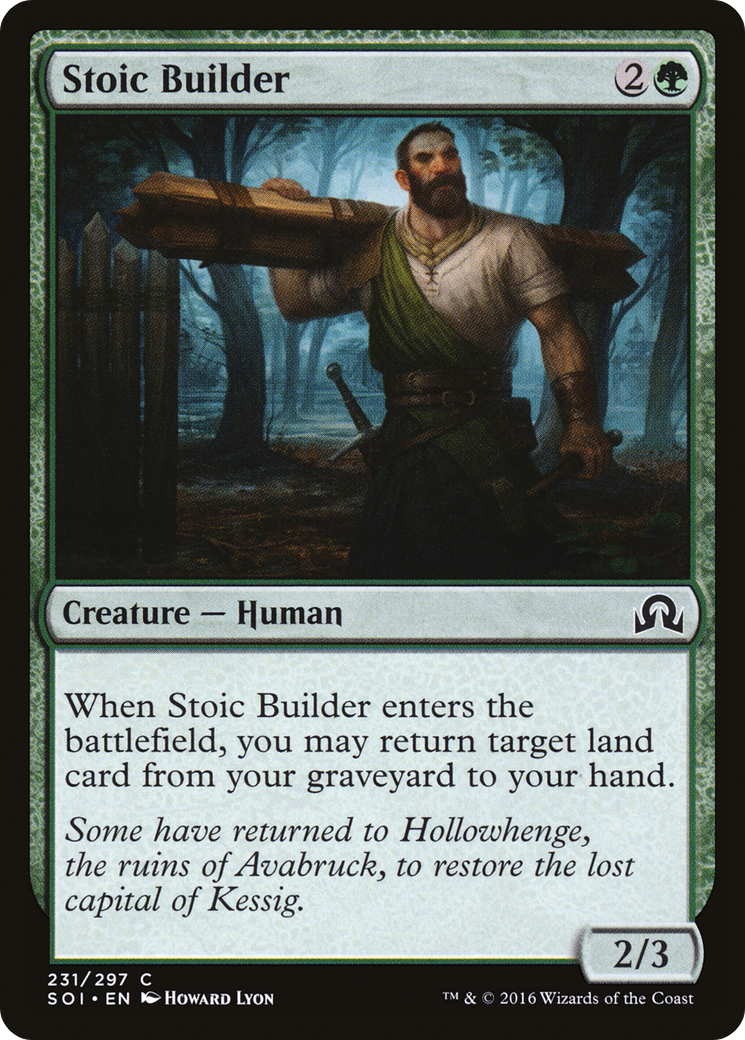 Stoic Builder 2
Creature — Human
When Stoic Builder enters the
battlefield, you may return target land
card from your graveyard to your hand.
Some have returned to Hollowhenge,
the ruins of Avabruck, to restore the lost
capital of Kessig.
2/3
231/297 C
SOI • EN Howard Lyon
™ & © 2016 Wizards of the Coast